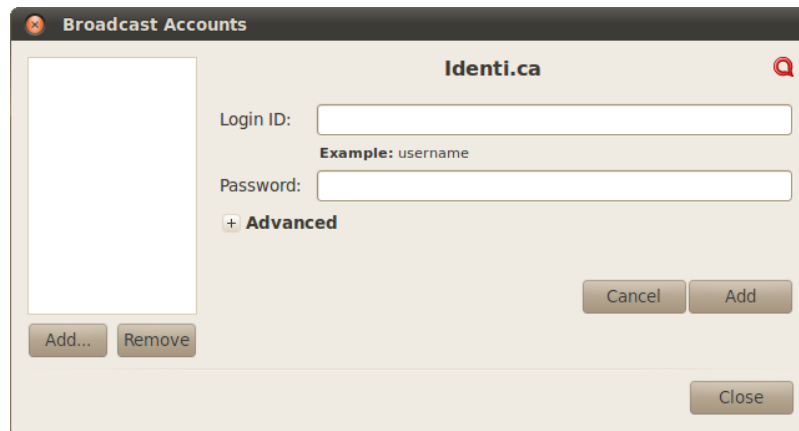 Broadcast Accounts
Identi.ca
Login ID:
Example: username
Password:
+ Advanced
Cancel Add
Add... Remove
Close